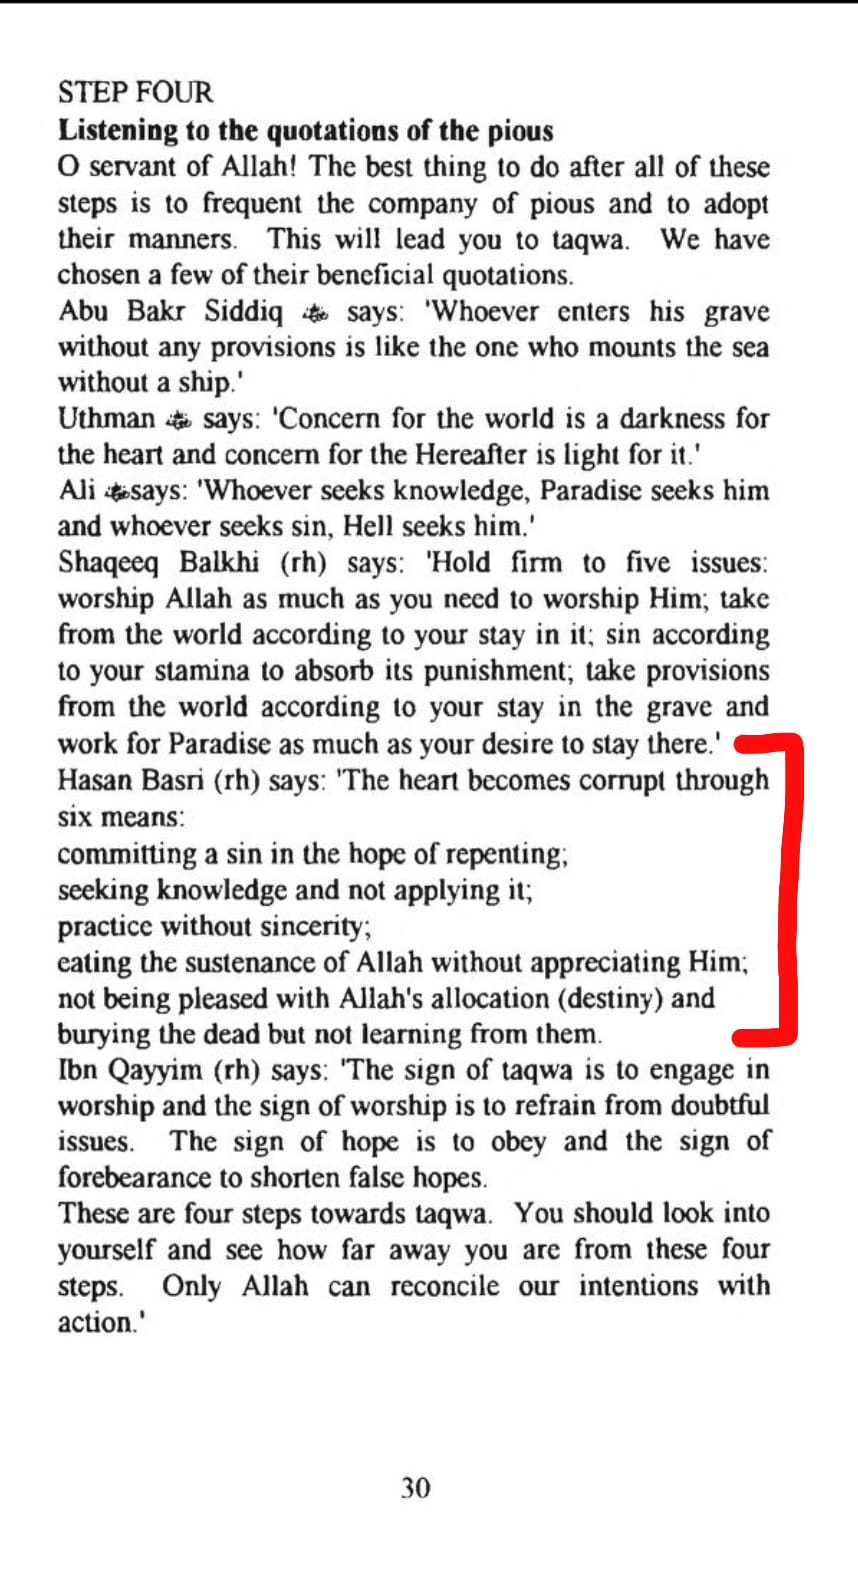 STEP FOUR
Listening to the quotations of the pious
O servant of Allah! The best thing to do after all of these
steps is to frequent the company of pious and to adopt
their manners. This will lead you to taqwa. We have
chosen a few of their beneficial quotations.
Abu Bakr Siddiq says: 'Whoever enters his grave
without any provisions is like the one who mounts the sea
without a ship.'
Uthman says: 'Concern for the world is a darkness for
the heart and concern for the Hereafter is light for it.'
Ali says: 'Whoever seeks knowledge, Paradise seeks him
and whoever seeks sin, Hell seeks him.'
Shaqeeq Balkhi (rh) says: 'Hold firm to five issues:
worship Allah as much as you need to worship Him; take
from the world according to your stay in it; sin according
to your stamina to absorb its punishment; take provisions
from the world according to your stay in the grave and
work for Paradise as much as your desire to stay there.'
Hasan Basri (rh) says: 'The heart becomes corrupt through
six means:
committing a sin in the hope of repenting;
seeking knowledge and not applying it;
practice without sincerity;
eating the sustenance of Allah without appreciating Him;
not being pleased with Allah's allocation (destiny) and
burying the dead but not learning from them.
Ibn Qayyim (rh) says: 'The sign of taqwa is to engage in
worship and the sign of worship is to refrain from doubtful
issues. The sign of hope is to obey and the sign of
forebearance to shorten false hopes.
These are four steps towards taqwa. You should look into
yourself and see how far away you are from these four
steps. Only Allah can reconcile our intentions with
action.'
30